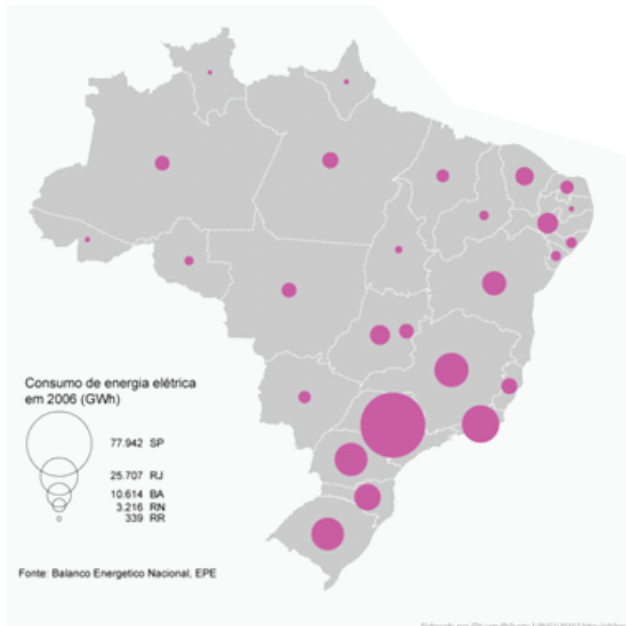 Consumo de energia elétrica
em 2006 (GWh)
77.942 SP
25.707 RJ
10.614 BA
3.216 RN
339 RR
Fonte: Balanco Energetico Nacional, EPE